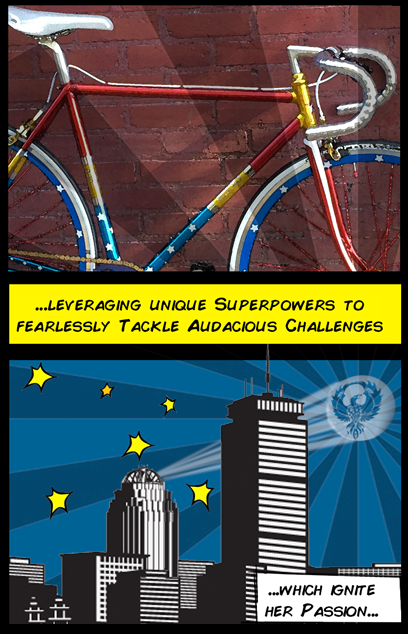 ...leveraging unique Superpowers to
fearlessly Tackle Audacious Challenges
...which ignite
her Passion...